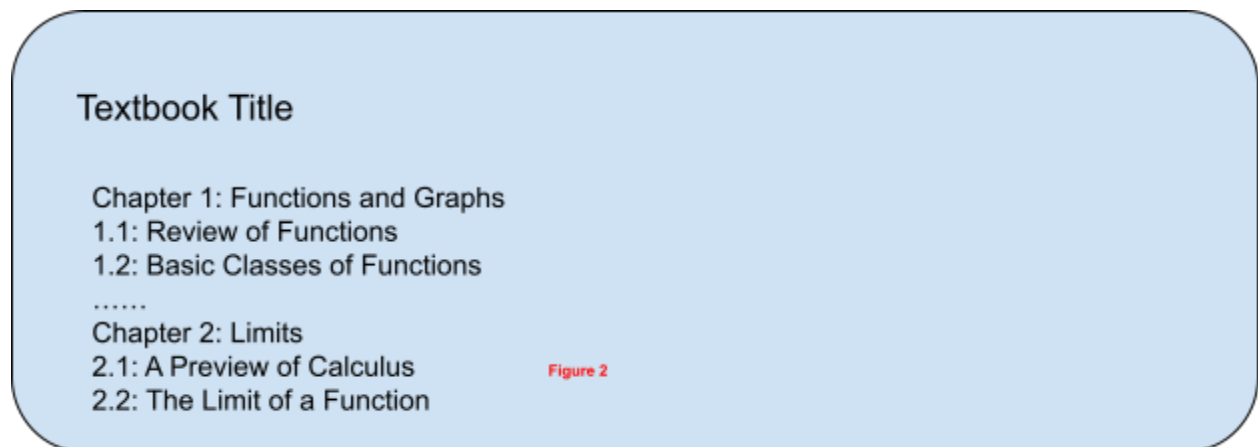 Textbook Title
Chapter 1: Functions and Graphs
1.1: Review of Functions
1.2: Basic Classes of Functions
......
Chapter 2: Limits
2.1: A Preview of Calculus
Figure 2
2.2: The Limit of a Function